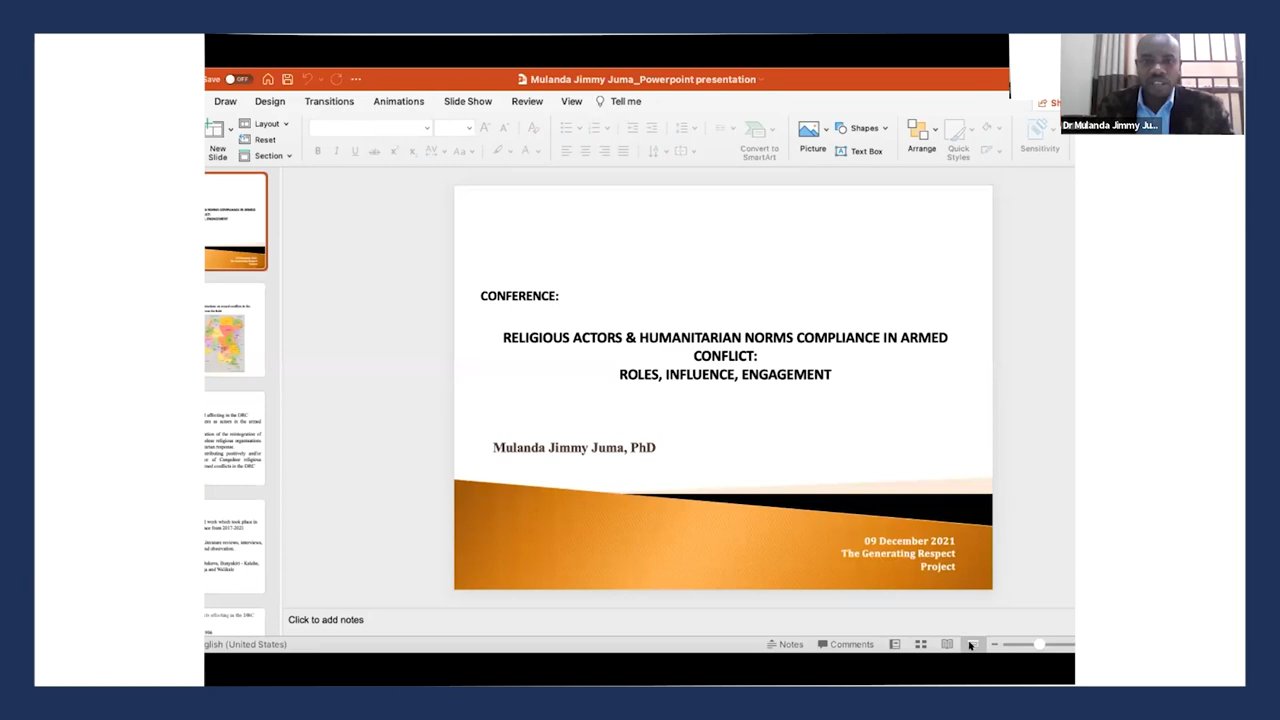 Save OFF
Mulanda Jimmy Juma_Powerpoint presentation
Draw Design Transitions Animations Slide Show Review View Tell me Sh
New Slide
Layout
Reset
Section
Convert to SmartArt
Picture
Shapes
Text Box
Arrange
Quick Styles
Sensitivity
Dr Mulanda Jimmy Ju...
CONFERENCE:
RELIGIOUS ACTORS & HUMANITARIAN NORMS COMPLIANCE IN ARMED
CONFLICT:
ROLES, INFLUENCE, ENGAGEMENT
Mulanda Jimmy Juma, PhD
09 December 2021
The Generating Respect
Project
Click to add notes
glish (United States)
Notes Comments